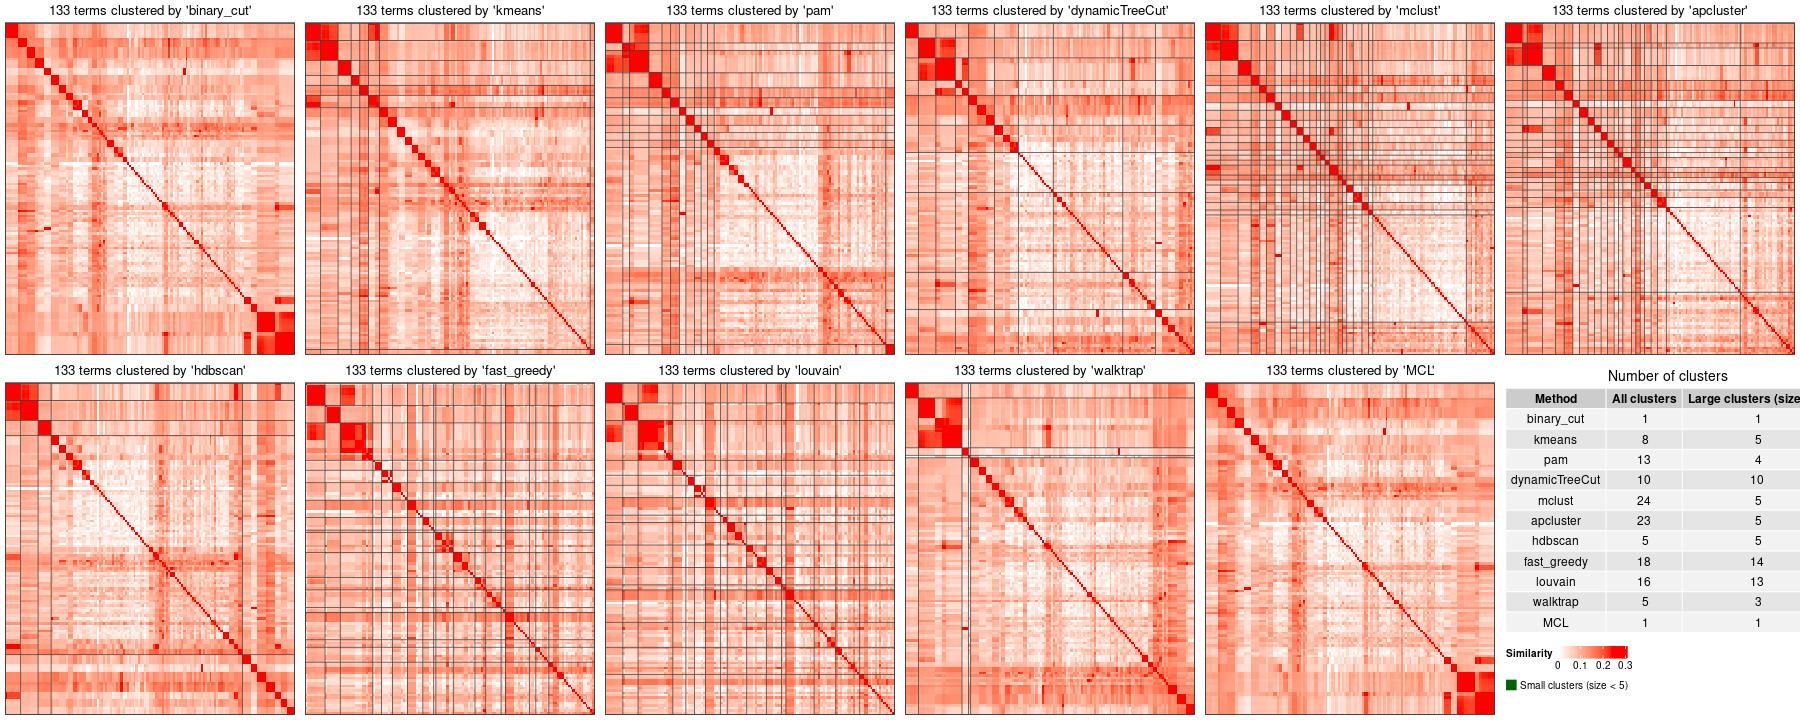 133 terms clustered by 'binary_cut'
133 terms clustered by 'kmeans'
133 terms clustered by 'pam'
133 terms clustered by 'dynamicTreeCut'
133 terms clustered by 'mclust'
133 terms clustered by 'apcluster'
133 terms clustered by 'hdbscan'
133 terms clustered by 'fast_greedy'
133 terms clustered by 'louvain'
133 terms clustered by 'walktrap'
133 terms clustered by 'MCL'
Number of clusters
Method All clusters Large clusters (size
binary_cut 1 1
kmeans 8 5
pam 13 4
dynamicTreeCut 10 10
mclust 24 5
apcluster 23 5
hdbscan 5 5
fast_greedy 18 14
louvain 16 13
walktrap 5 3
MCL 1 1
Similarity
0 0.1 0.2 0.3
Small clusters (size < 5)